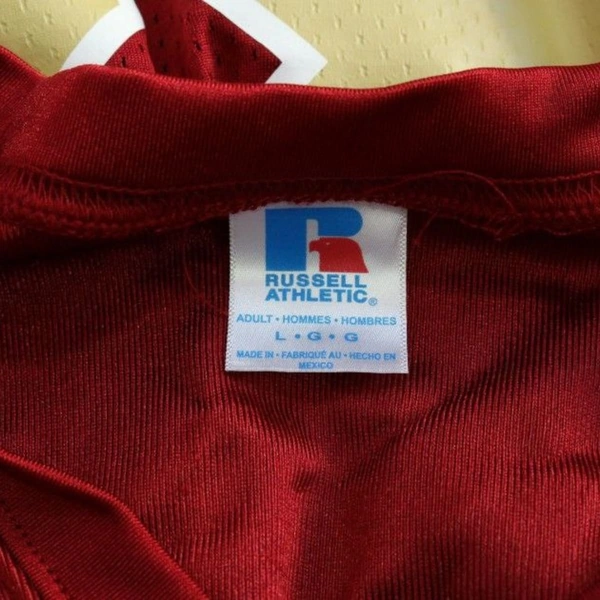 R
RUSSELL
ATHLETIC®
ADULT • HOMMES • HOMBRES
L • G • G
MADE IN • FABRIQUÉ AU • HECHO EN
MEXICO